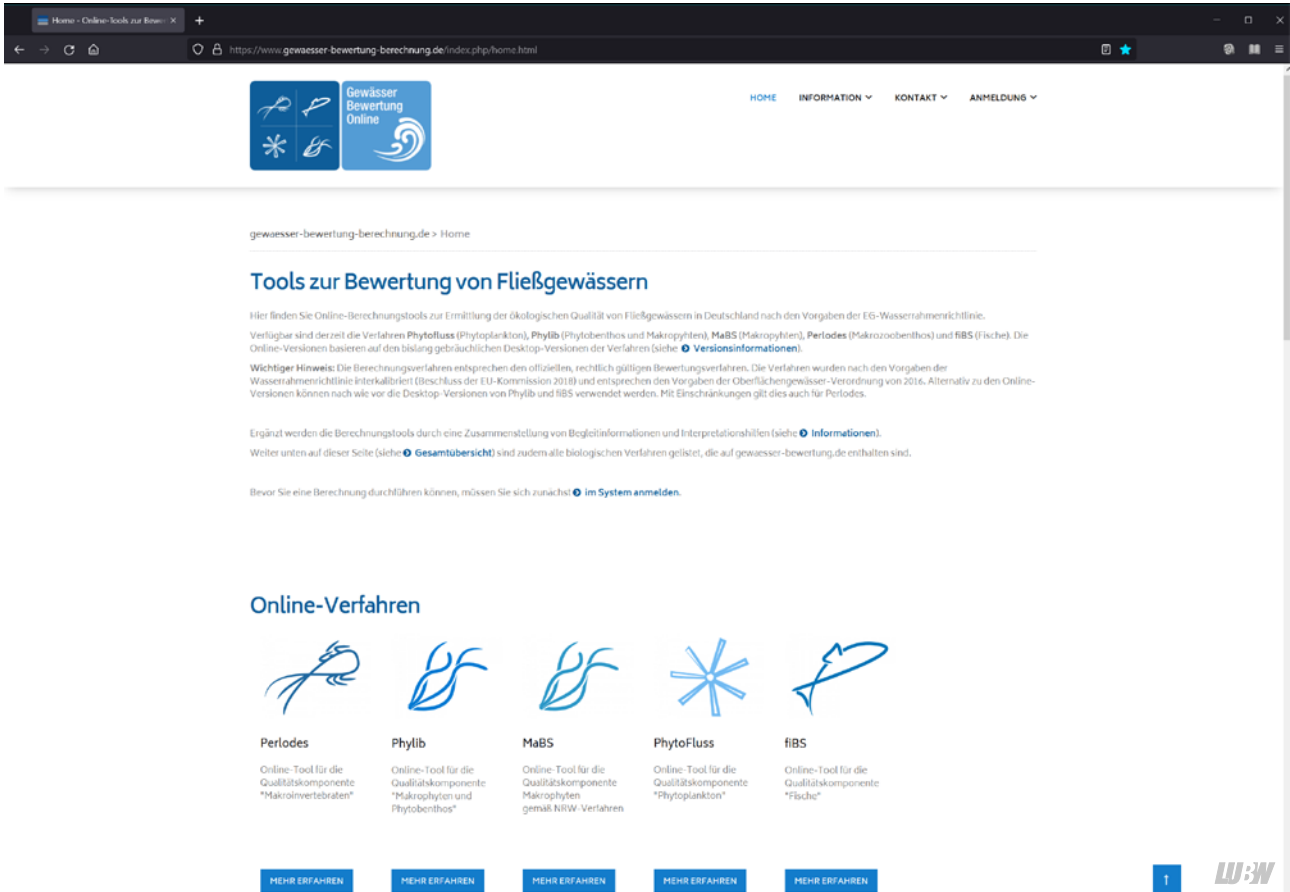 Home - Online-Tools zur Bewer
https://www.gewaesser-bewertung-berechnung.de/index.php/home.html
Gewässer
Bewertung
Online
HOME INFORMATION KONTAKT ANMELDUNG
gewaesser-bewertung-berechnung.de > Home
Tools zur Bewertung von Fließgewässern
Hier finden Sie Online-Berechnungstools zur Ermittlung der ökologischen Qualität von Fließgewässern in Deutschland nach den Vorgaben der EG-Wasserrahmenrichtlinie.
Verfügbar sind derzeit die Verfahren Phytofluss (Phytoplankton), Phylib (Phytobenthos und Makropyhten), MaBS (Makropyhten), Perlodes (Makrozoobenthos) und fiBS (Fische). Die
Online-Versionen basieren auf den bislang gebräuchlichen Desktop-Versionen der Verfahren (siehe Versionsinformationen).
Wichtiger Hinweis: Die Berechnungsverfahren entsprechen den offiziellen, rechtlich gültigen Bewertungsverfahren. Die Verfahren wurden nach den Vorgaben der
Wasserrahmenrichtlinie interkalibriert (Beschluss der EU-Kommission 2018) und entsprechen den Vorgaben der Oberflächengewässer-Verordnung von 2016. Alternativ zu den Online-
Versionen können nach wie vor die Desktop-Versionen von Phylib und fiBS verwendet werden. Mit Einschränkungen gilt dies auch für Perlodes.
Ergänzt werden die Berechnungstools durch eine Zusammenstellung von Begleitinformationen und Interpretationshilfen (siehe Informationen).
Weiter unten auf dieser Seite (siehe Gesamtübersicht) sind zudem alle biologischen Verfahren gelistet, die auf gewaesser-bewertung.de enthalten sind.
Bevor Sie eine Berechnung durchführen können, müssen Sie sich zunächst im System anmelden.
Online-Verfahren
Perlodes
Online-Tool für die
Qualitätskomponente
"Makroinvertebraten"
MEHR ERFAHREN
Phylib
Online-Tool für die
Qualitätskomponente
"Makrophyten und
Phytobenthos"
MEHR ERFAHREN
MaBS
Online-Tool für die
Qualitätskomponente
Makrophyten
gemäß NRW-Verfahren
MEHR ERFAHREN
PhytoFluss
Online-Tool für die
Qualitätskomponente
"Phytoplankton"
MEHR ERFAHREN
fiBS
Online-Tool für die
Qualitätskomponente
"Fische"
MEHR ERFAHREN
LUBW